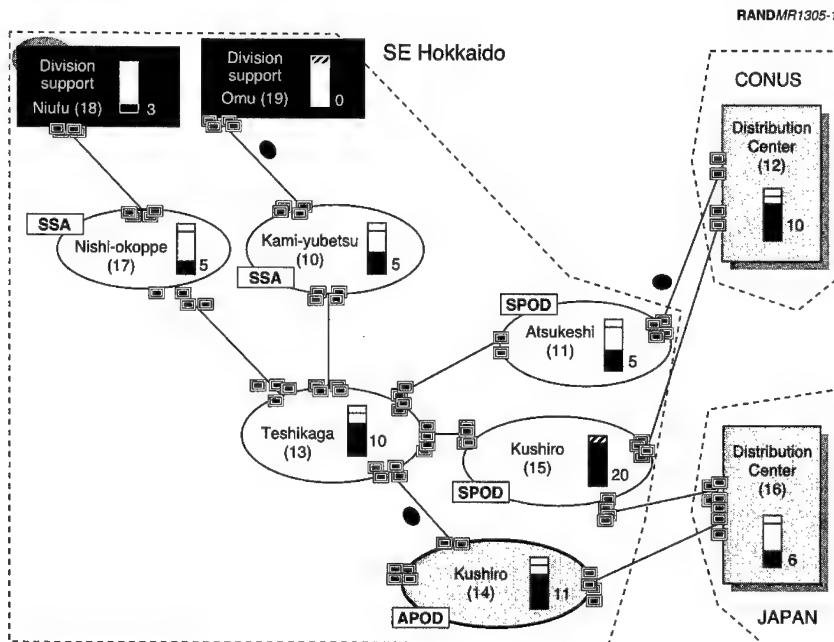 RANDMR1305-1
SE Hokkaido
Division
support
Niufu (18)
3
Division
support
Omu (19)
0
CONUS
Distribution
Center
(12)
10
SSA
Nishi-okoppe
(17)
5
Kami-yubetsu
(10)
5
SSA
SPOD
Atsukeshi
(11)
5
Teshikaga
(13)
10
Kushiro
(15)
20
SPOD
Distribution
Center
(16)
6
Kushiro
(14)
11
APOD
JAPAN